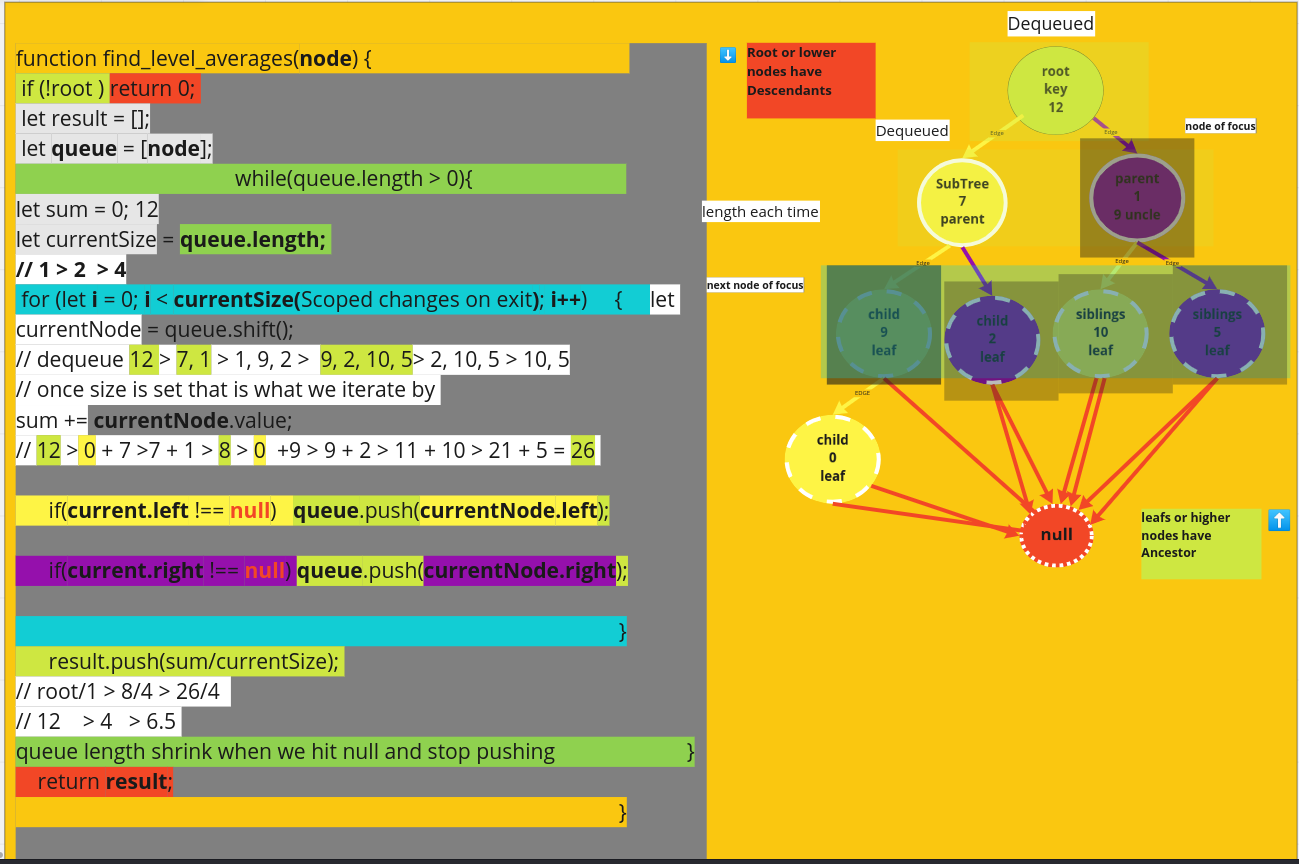 function find_level_averages(node) {
if (!root ) return 0;
let result = [];
let queue = [node];
while(queue.length > 0){
let sum = 0; 12
let currentSize = queue.length;
// 1 > 2  > 4
for (let i = 0; i < currentSize(Scoped changes on exit); i++)    {    let
currentNode = queue.shift();
// dequeue 12 > 7, 1 > 1, 9, 2 >  9, 2, 10, 5> 2, 10, 5 > 10, 5
// once size is set that is what we iterate by
sum += currentNode.value;
// 12 > 0 + 7 >7 + 1 > 8 > 0  +9 > 9 + 2 > 11 + 10 > 21 + 5 = 26
if(current.left !== null)   queue.push(currentNode.left);
if(current.right !== null) queue.push(currentNode.right);
}
result.push(sum/currentSize);
// root/1 > 8/4 > 26/4
// 12    > 4   > 6.5
queue length shrink when we hit null and stop pushing    }
return result;
}
Dequeued
Root or lower
nodes have
Descendants
root
key
12
Dequeued
node of focus
Edge
Edge
SubTree
7
parent
parent
1
9 uncle
length each time
Edge
Edge
Edge
next node of focus
child
9
leaf
child
2
leaf
siblings
10
leaf
siblings
5
leaf
EDGE
child
0
leaf
null
leafs or higher
nodes have
Ancestor